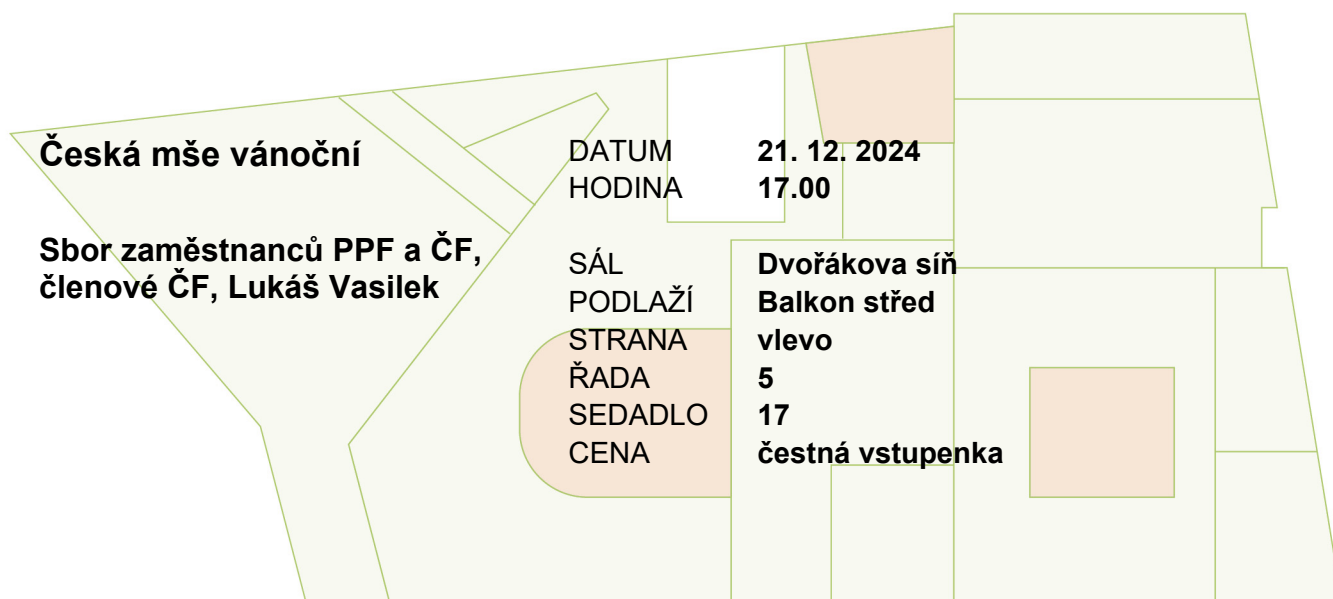 Česká mše vánoční
Sbor zaměstnanců PPF a ČF,
členové ČF, Lukáš Vasilek
DATUM 21. 12. 2024
HODINA 17.00
SÁL Dvořákova síň
PODLAŽÍ Balkon střed
STRANA vlevo
ŘADA 5
SEDADLO 17
CENA čestná vstupenka